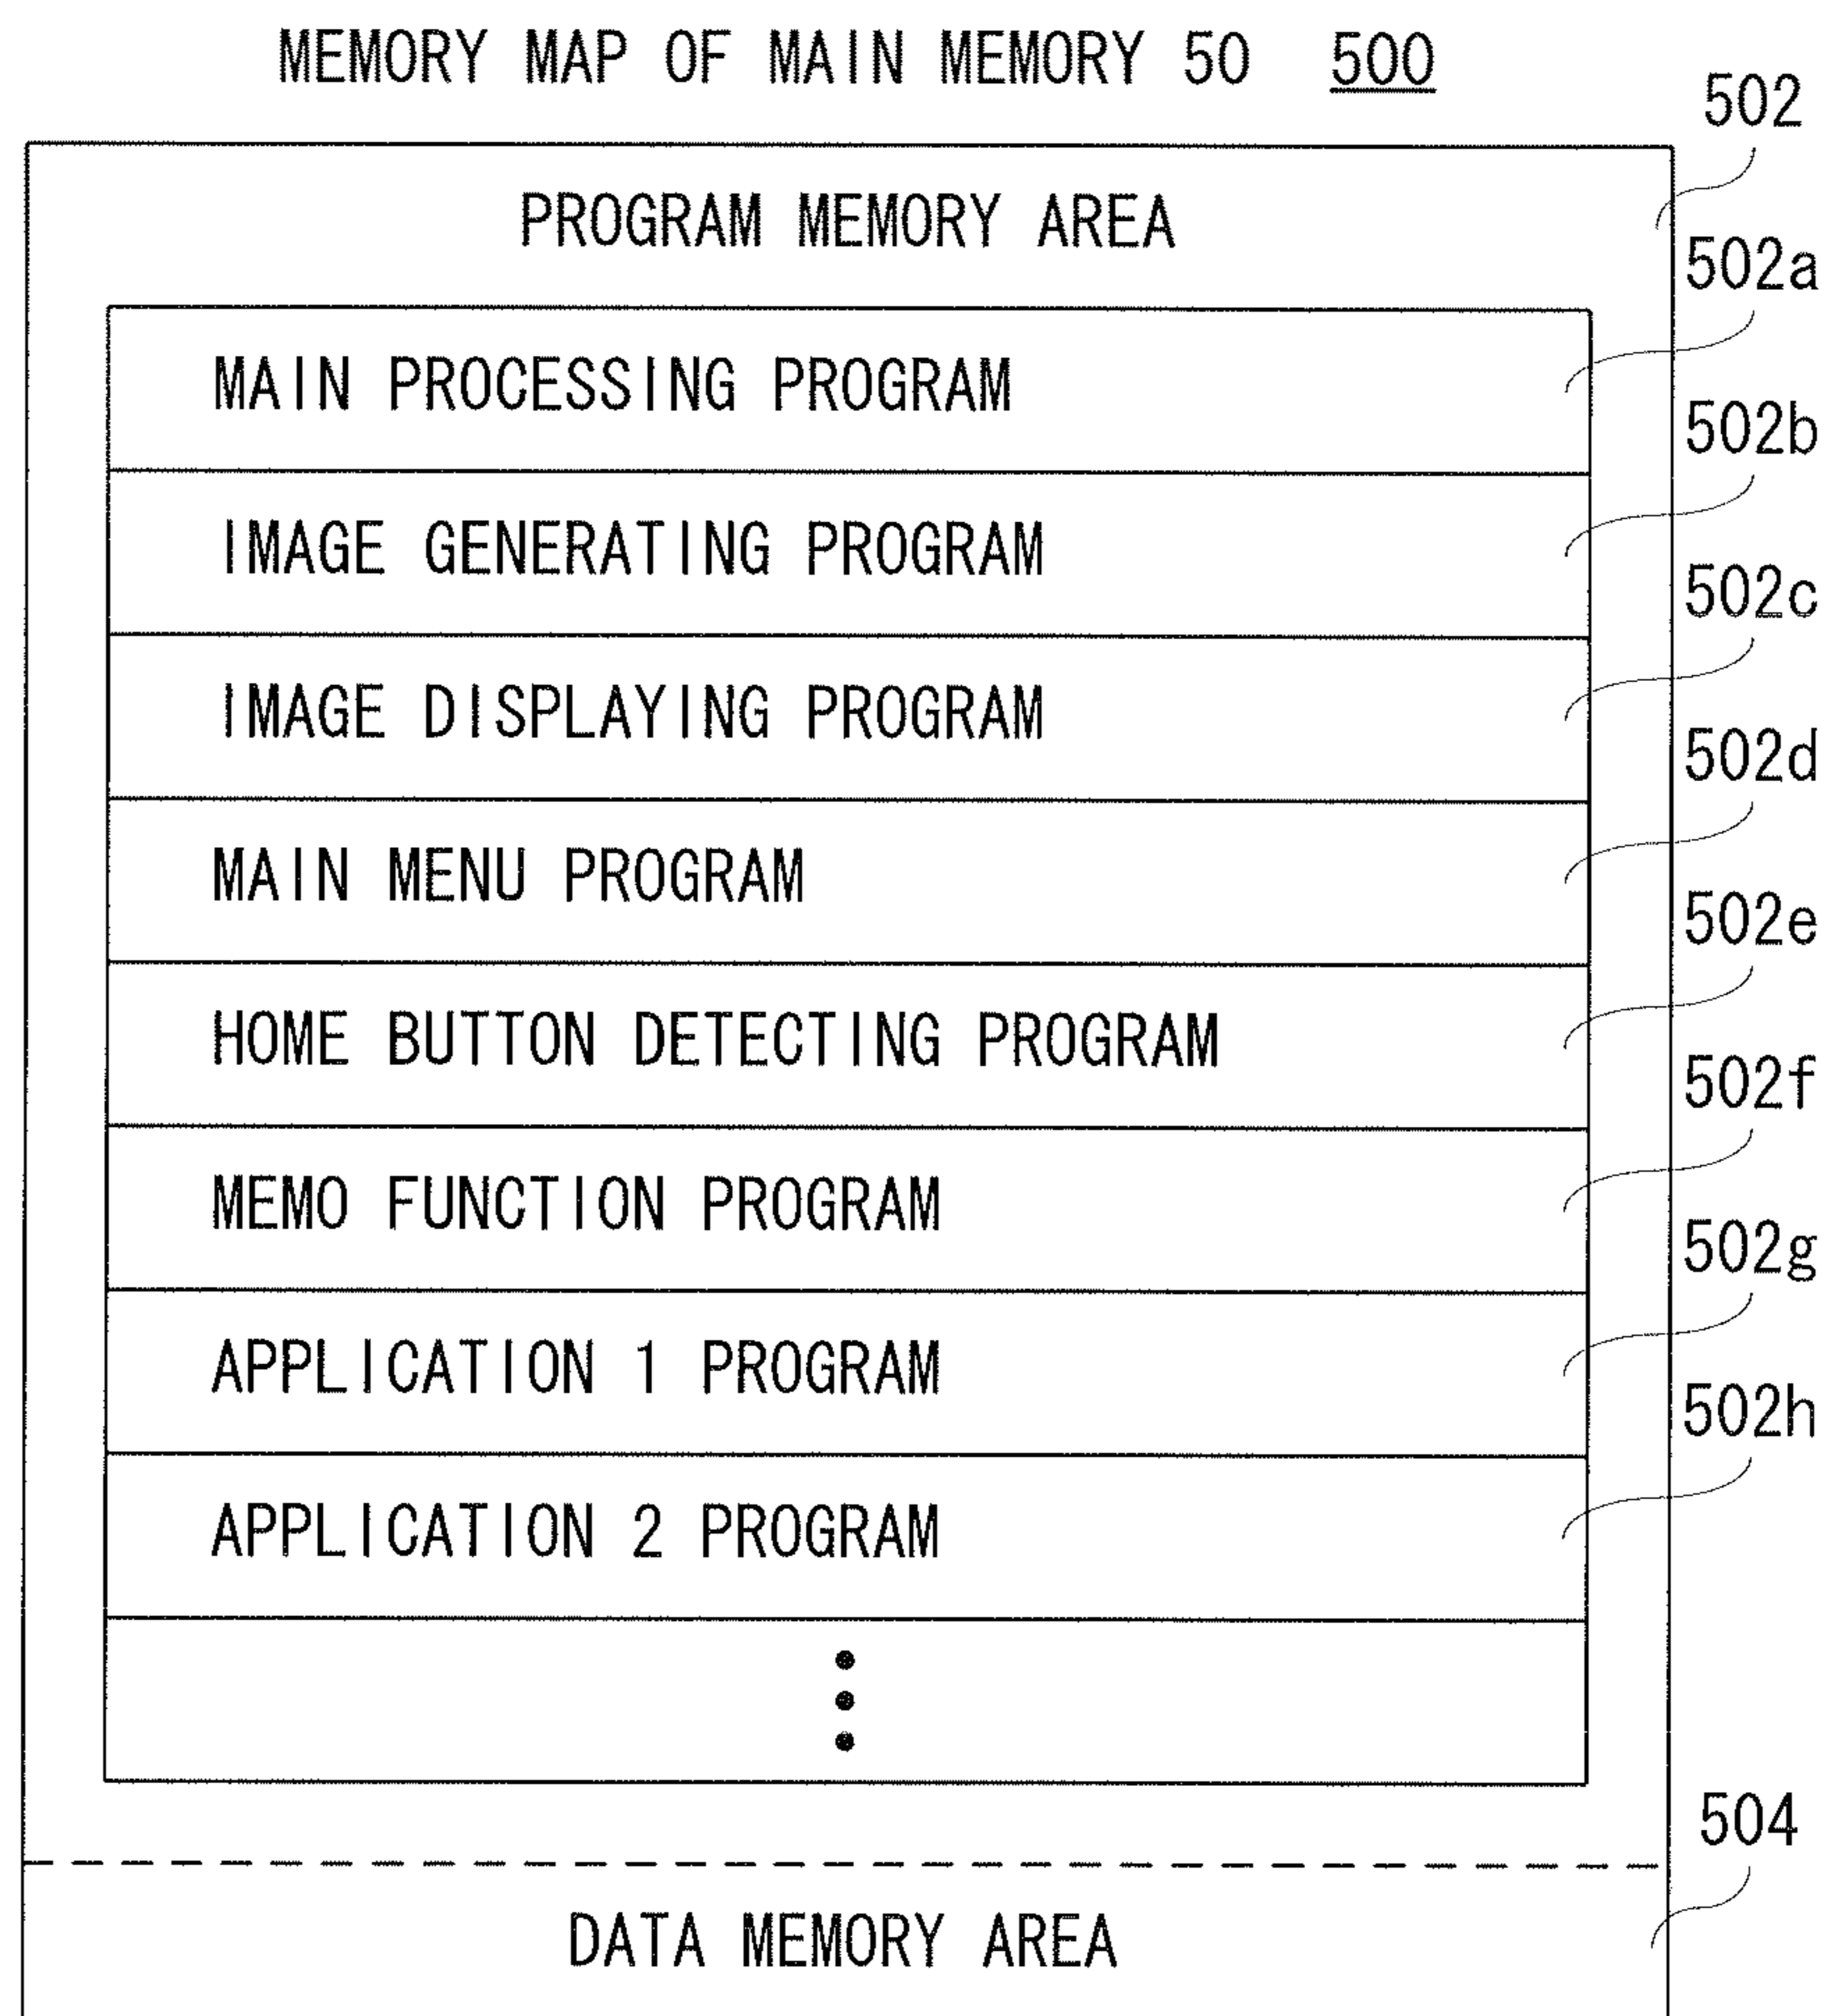 MEMORY MAP OF MAIN MEMORY 50 500
502
PROGRAM MEMORY AREA
502a
MAIN PROCESSING PROGRAM
502b
IMAGE GENERATING PROGRAM
502c
IMAGE DISPLAYING PROGRAM
502d
MAIN MENU PROGRAM
502e
HOME BUTTON DETECTING PROGRAM
502f
MEMO FUNCTION PROGRAM
502g
APPLICATION 1 PROGRAM
502h
APPLICATION 2 PROGRAM
504
DATA MEMORY AREA